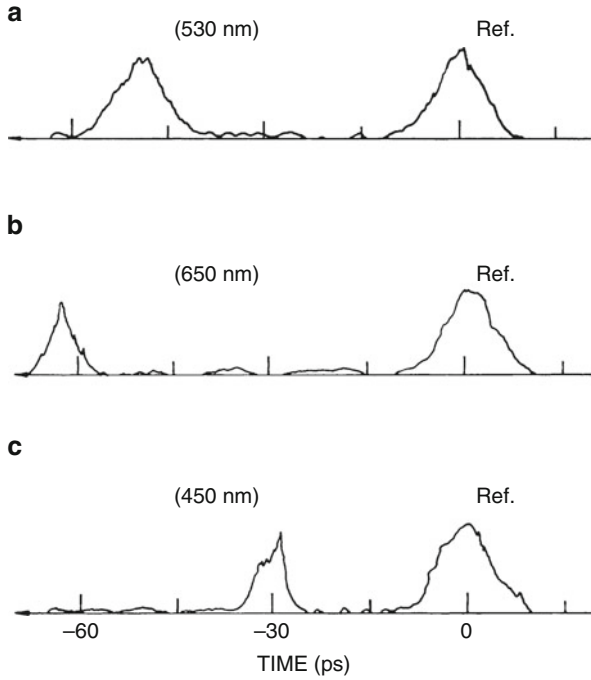 a
(530 nm) Ref.
b
(650 nm) Ref.
c
(450 nm) Ref.
–60 –30 0
TIME (ps)